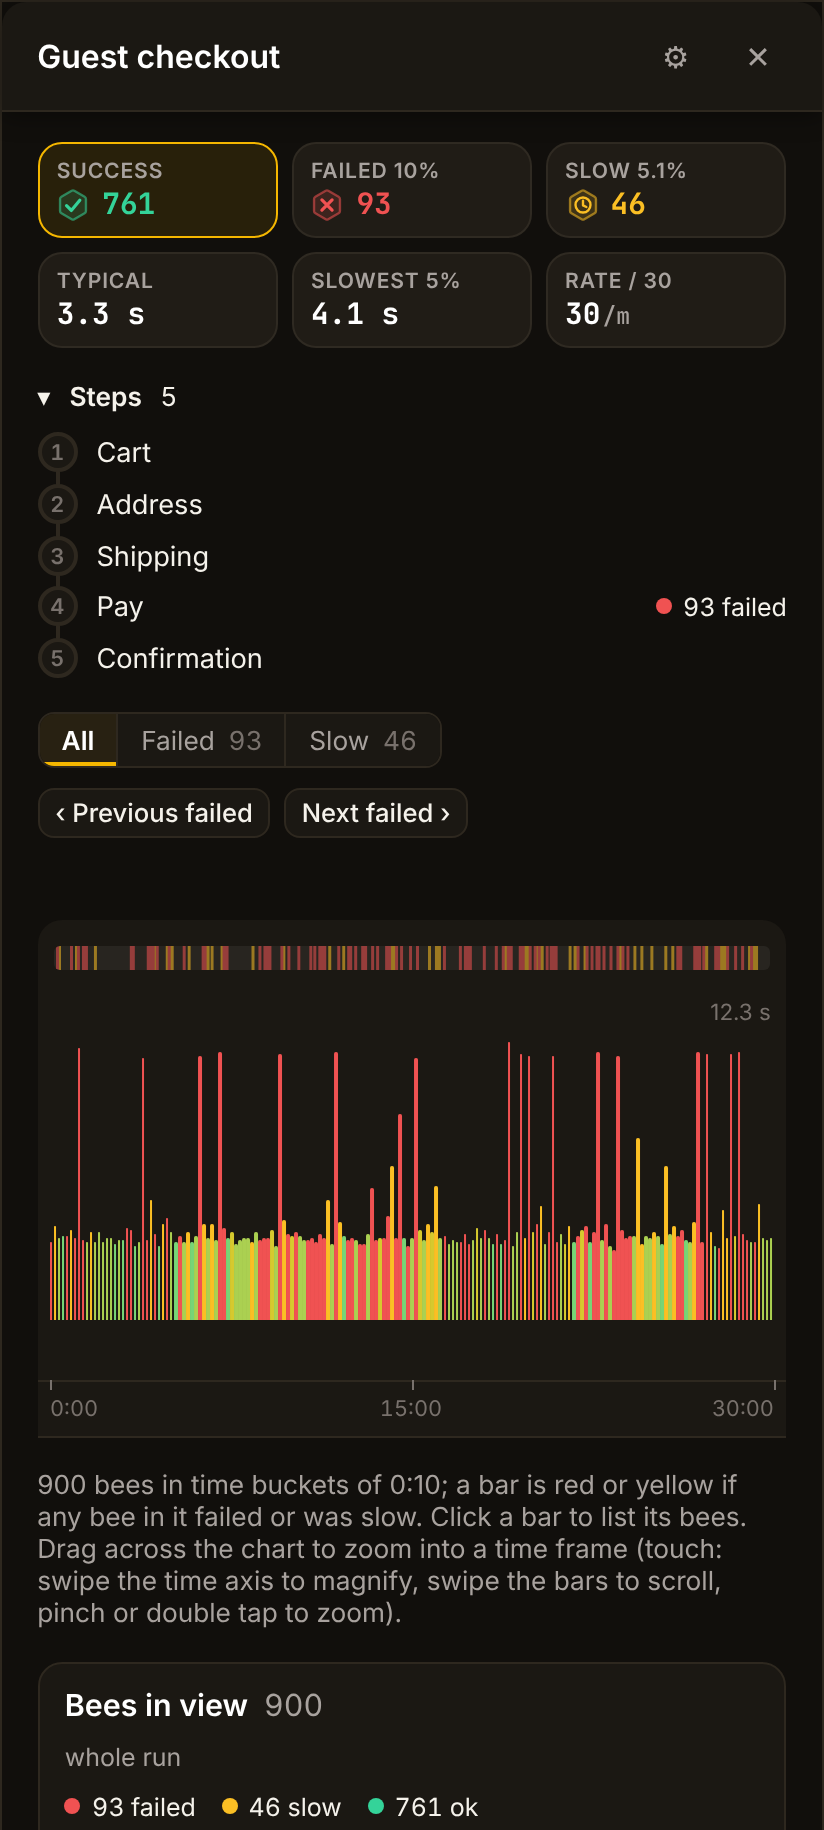 Guest checkout
SUCCESS
761
FAILED 10%
93
SLOW 5.1%
46
TYPICAL
3.3 s
SLOWEST 5%
4.1 s
RATE / 30
30/m
Steps 5
1 Cart
2 Address
3 Shipping
4 Pay
93 failed
5 Confirmation
All
Failed 93
Slow 46
‹ Previous failed
Next failed ›
12.3 s
0:00
15:00
30:00
900 bees in time buckets of 0:10; a bar is red or yellow if
any bee in it failed or was slow. Click a bar to list its bees.
Drag across the chart to zoom into a time frame (touch:
swipe the time axis to magnify, swipe the bars to scroll,
pinch or double tap to zoom).
Bees in view 900
whole run
93 failed
46 slow
761 ok